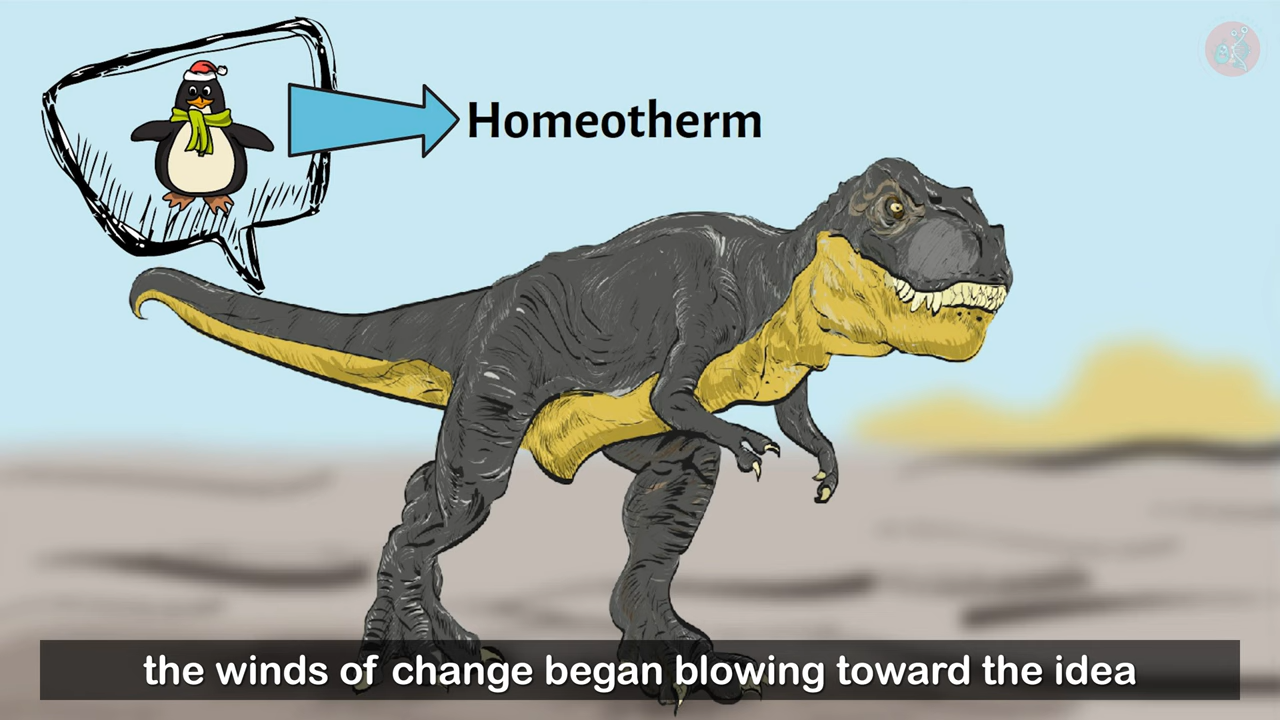 Homeotherm
the winds of change began blowing toward the idea